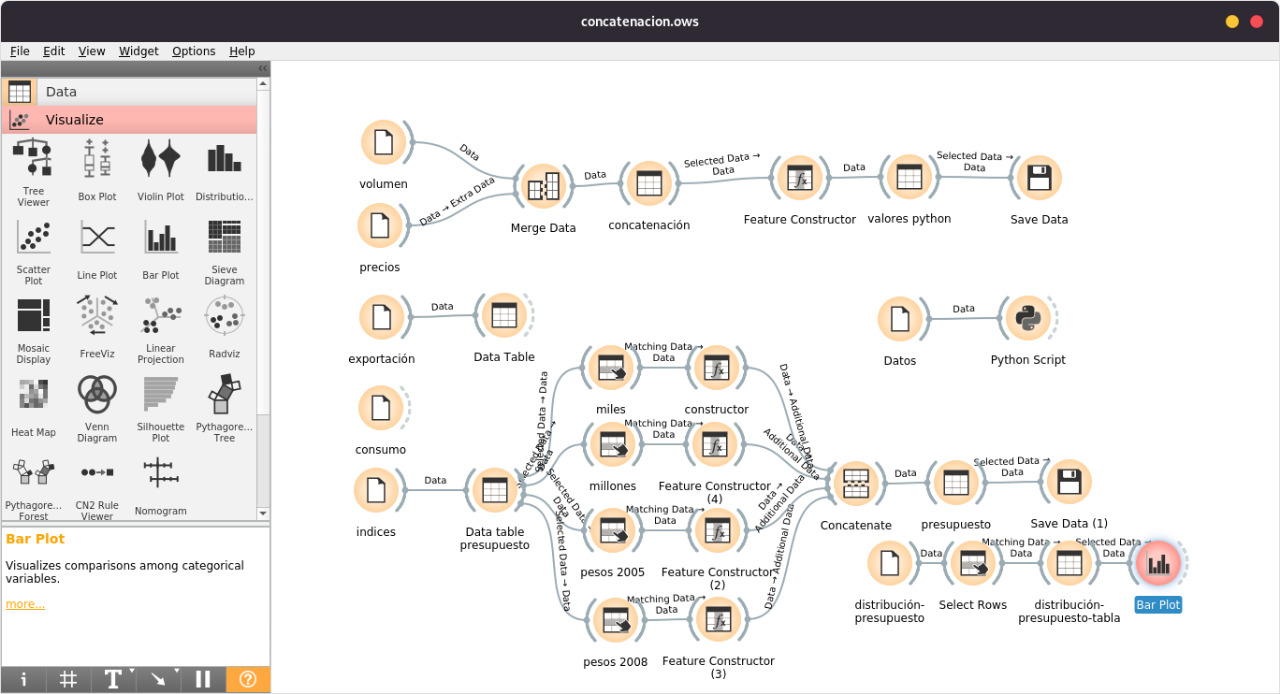 concatenacion.ows
File Edit View Widget Options Help
Data
Visualize
Tree
Viewer
Box Plot
Violin Plot
Distributio...
Scatter
Plot
Line Plot
Bar Plot
Sieve
Diagram
Mosaic
Display
FreeViz
Linear
Projection
Radviz
Heat Map
Venn
Diagram
Silhouette
Plot
Pythagore...
Tree
Pythagore...
Forest
CN2 Rule
Viewer
Nomogram
Bar Plot
Visualizes comparisons among categorical
variables.
more...
volumen
Data
precios
Data → Extra Data
Merge Data
Data
concatenación
Selected Data →
Data
Feature Constructor
Data
valores python
Selected Data →
Data
Save Data
exportación
Data
Data Table
Datos
Data
Python Script
consumo
indices
Data
Data table
presupuesto
Selected Data → Data
Selected Data →
Data
Selected Data → Data
miles
Matching Data →
Data
constructor
Data → Additional Data
millones
Matching Data →
Data
Feature Constructor
(4)
Data →
Additional Data
pesos 2005
Matching Data →
Data
Feature Constructor
(2)
Data →
Additional Data
pesos 2008
Matching Data →
Data
Feature Constructor
(3)
Data → Additional Data
Concatenate
Data
presupuesto
Selected Data →
Data
Save Data (1)
distribución-
presupuesto
Data
Select Rows
Matching Data →
Data
distribución-
presupuesto-tabla
Selected Data →
Data
Bar Plot